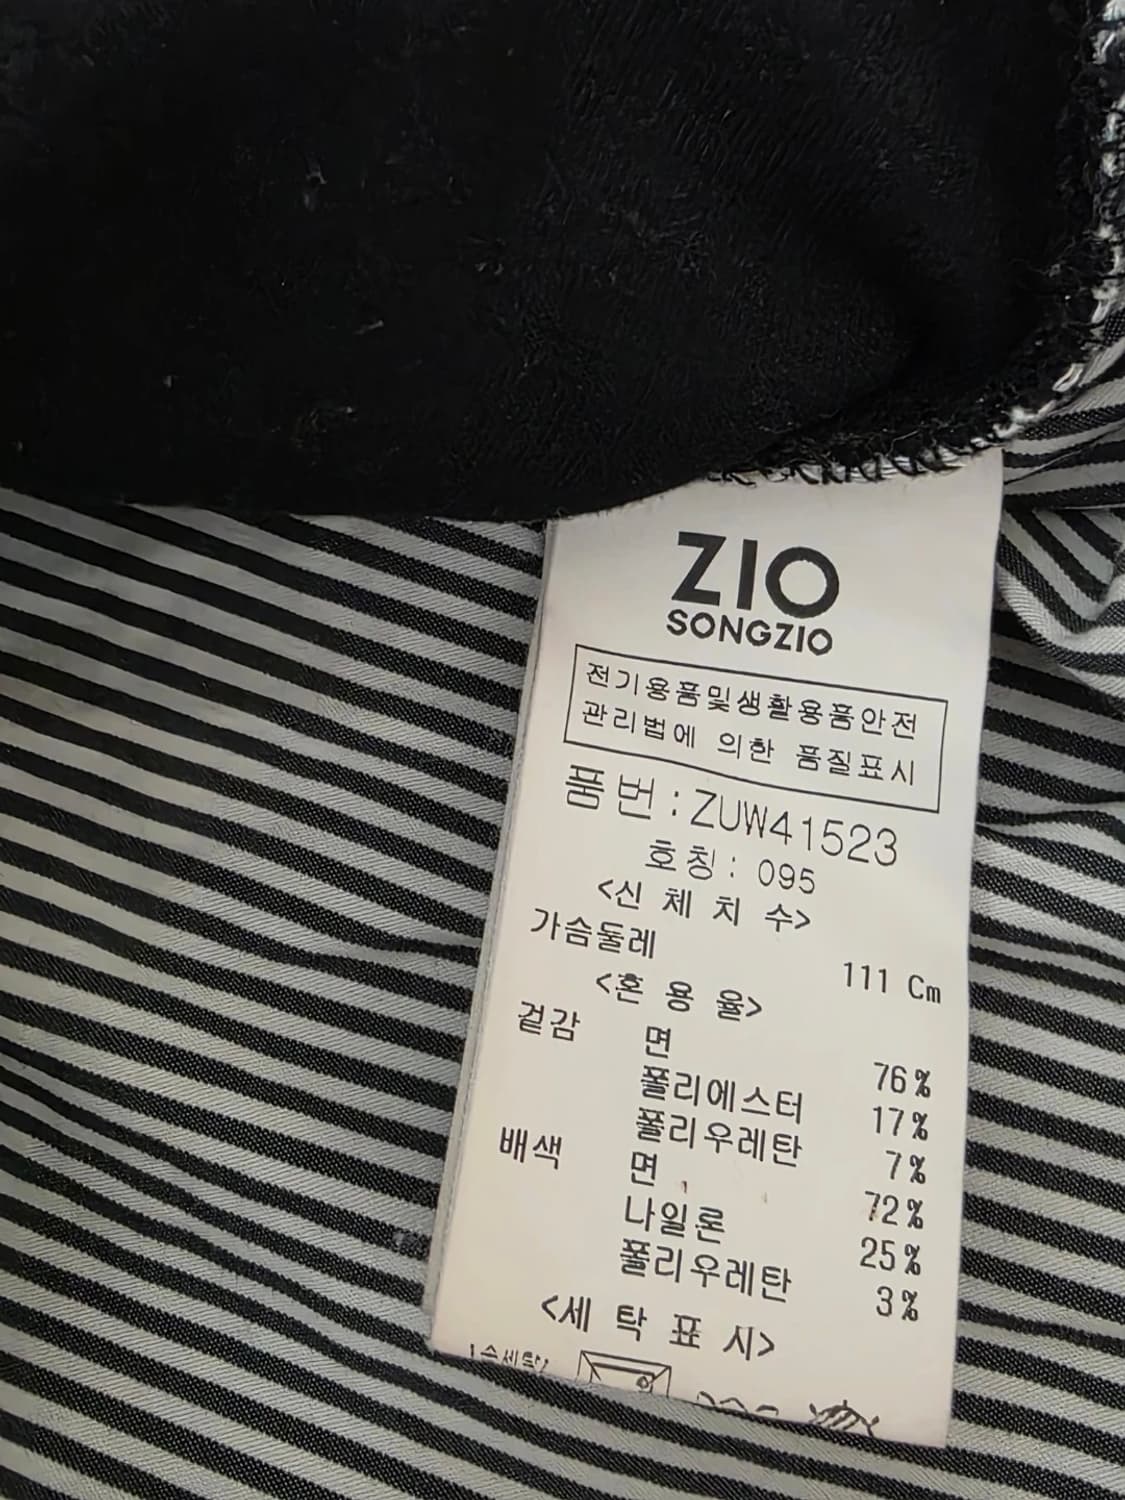 ZIO
SONGZIO
전기용품및생활용품안전
관리법에 의한 품질표시
품번:ZUW41523
호칭: 095
<신 체 치 수>
가슴둘레 111 Cm
<혼 용 율>
겉감 면 76%
폴리에스터 17%
폴리우레탄 7%
배색 면 72%
나일론 25%
폴리우레탄 3%
<세 탁 표 시>